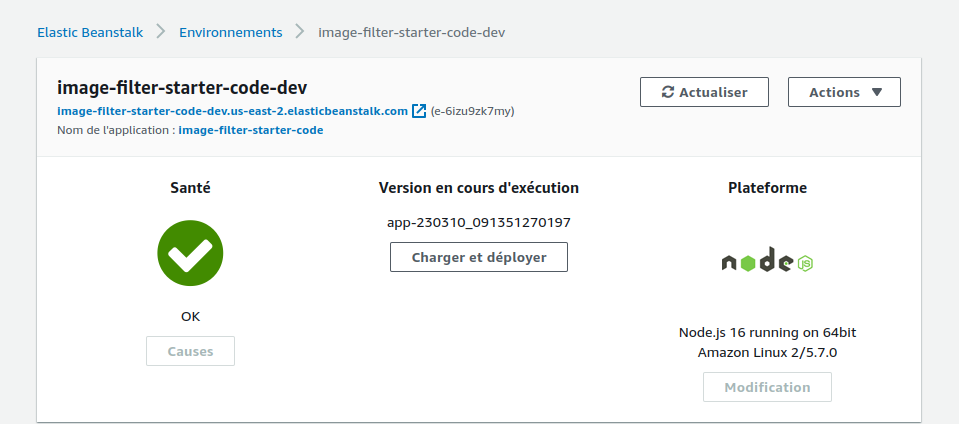 Elastic Beanstalk > Environnements > image-filter-starter-code-dev
image-filter-starter-code-dev
Actualiser
Actions
image-filter-starter-code-dev.us-east-2.elasticbeanstalk.com (e-6izu9zk7my)
Nom de l'application : image-filter-starter-code
Santé
OK
Causes
Version en cours d'exécution
app-230310_091351270197
Charger et déployer
Plateforme
node JS
Node.js 16 running on 64bit
Amazon Linux 2/5.7.0
Modification